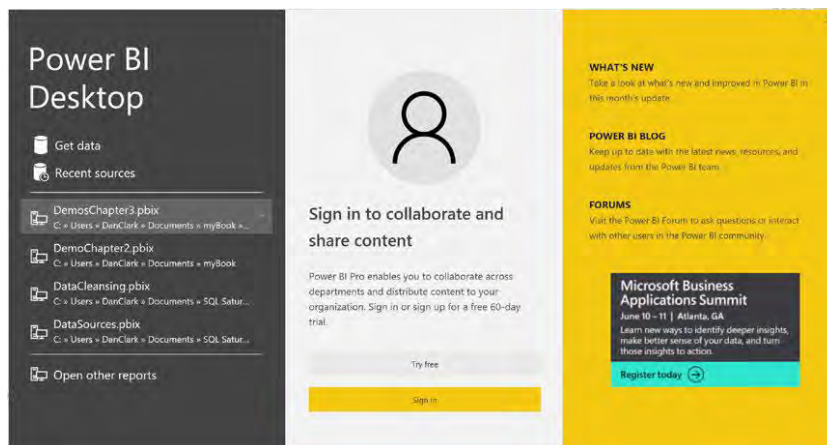 Power BI
Desktop
Get data
Recent sources
DemosChapter3.pbix
C: » Users » DanClark » Documents » myBook »...
DemoChapter2.pbix
C: » Users » DanClark » Documents » myBook
DataCleansing.pbix
C: » Users » DanClark » Documents » SQL Satur...
DataSources.pbix
C: » Users » DanClark » Documents » SQL Satur...
Open other reports
Sign in to collaborate and
share content
Power BI Pro enables you to collaborate across
departments and distribute content to your
organization. Sign in or sign up for a free 60-day
trial.
Try free
Sign in
WHAT'S NEW
Take a look at what's new and improved in Power BI in
this month's update.
POWER BI BLOG
Keep up to date with the latest news, resources, and
updates from the Power BI team.
FORUMS
Visit the Power BI Forum to ask questions or interact
with other users in the Power BI community.
Microsoft Business
Applications Summit
June 10 – 11 | Atlanta, GA
Learn new ways to identify deeper insights,
make better sense of your data, and turn
those insights to action.
Register today